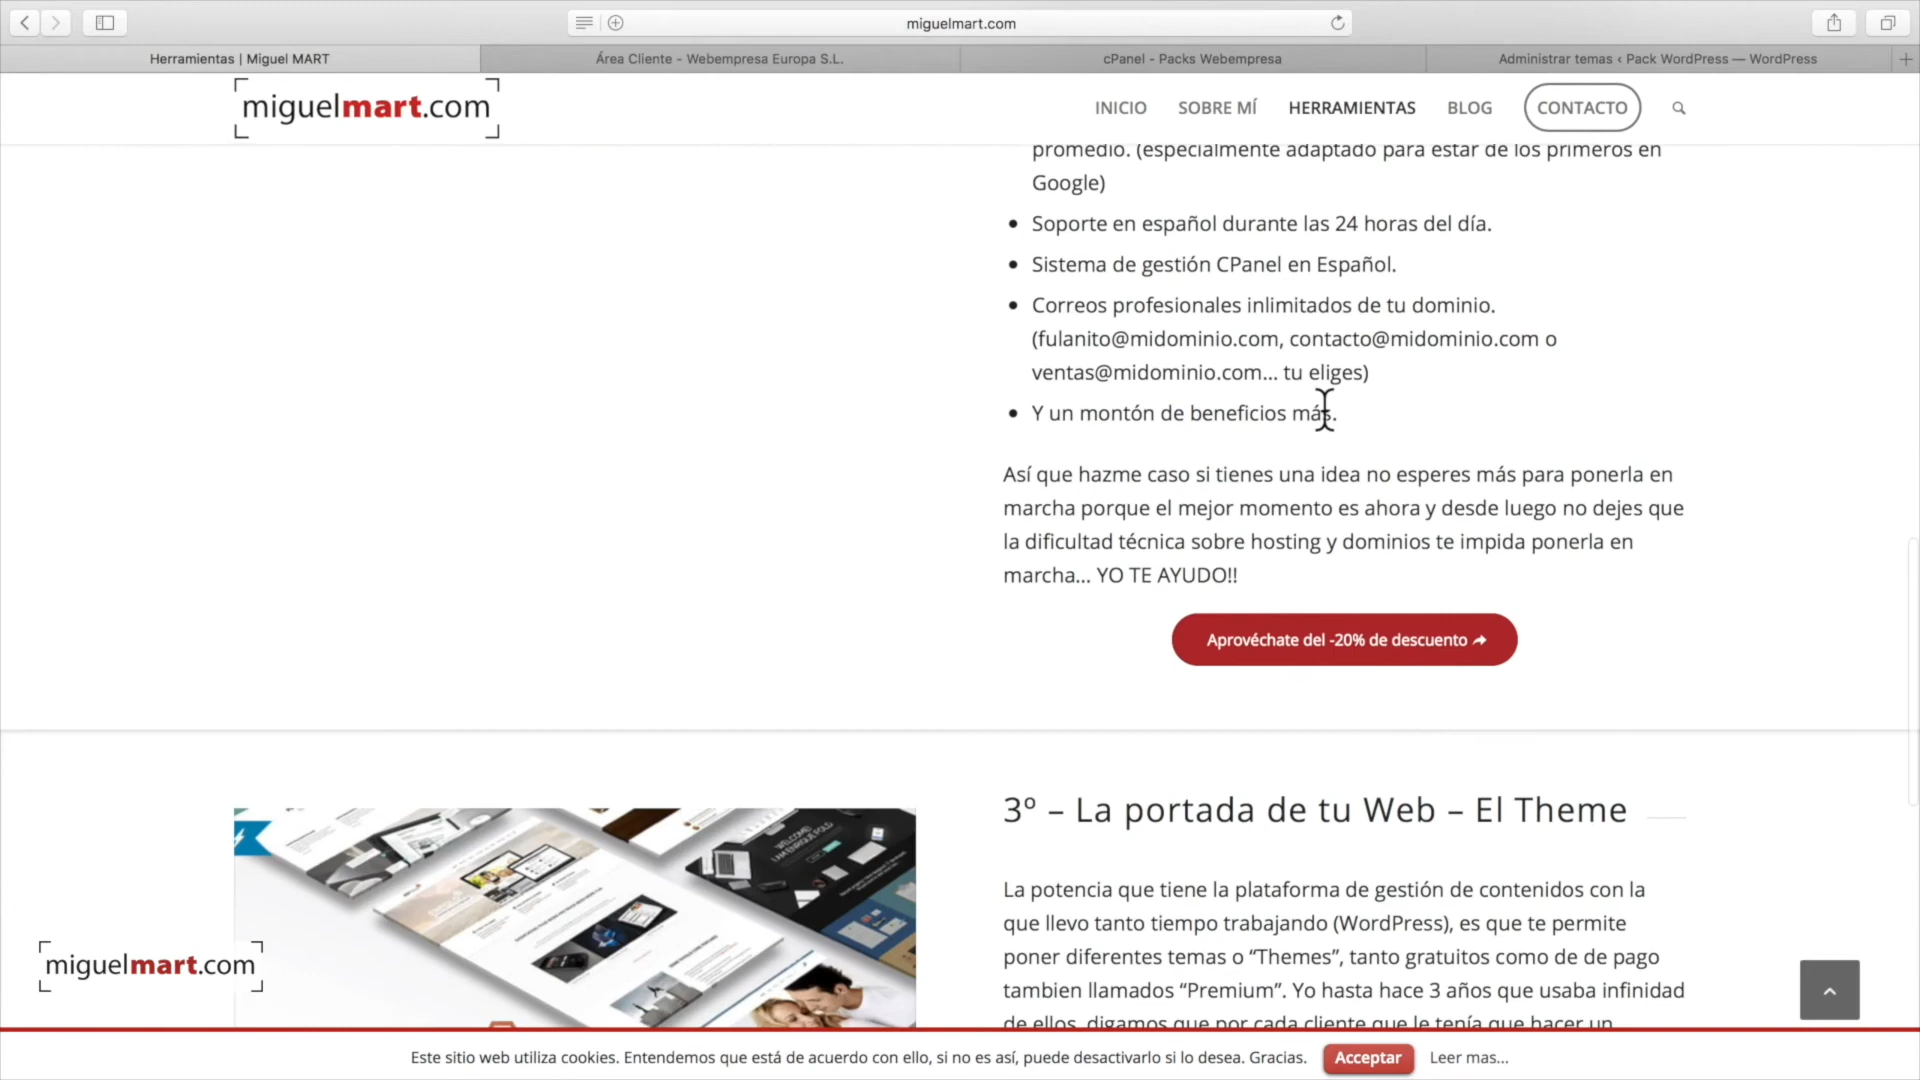 miguelmart.com
Herramientas | Miguel MART
Área Cliente - Webempresa Europa S.L.
cPanel - Packs Webempresa
Administrar temas ‹ Pack WordPress — WordPress
miguelmart.com
INICIO
SOBRE MÍ
HERRAMIENTAS
BLOG
CONTACTO
promedio. (especialmente adaptado para estar de los primeros en
Google)
Soporte en español durante las 24 horas del día.
Sistema de gestión CPanel en Español.
Correos profesionales inlimitados de tu dominio.
(fulanito@midominio.com, contacto@midominio.com o
ventas@midominio.com... tu eliges)
Y un montón de beneficios más.
Así que hazme caso si tienes una idea no esperes más para ponerla en
marcha porque el mejor momento es ahora y desde luego no dejes que
la dificultad técnica sobre hosting y dominios te impida ponerla en
marcha... YO TE AYUDO!!
Aprovéchate del -20% de descuento
3º – La portada de tu Web – El Theme
WELCOME!
I AM ENRIQUE FOLD
La potencia que tiene la plataforma de gestión de contenidos con la
que llevo tanto tiempo trabajando (WordPress), es que te permite
poner diferentes temas o “Themes”, tanto gratuitos como de de pago
tambien llamados “Premium”. Yo hasta hace 3 años que usaba infinidad
de ellos, digamos que por cada cliente que le tenía que hacer un
miguelmart.com
Este sitio web utiliza cookies. Entendemos que está de acuerdo con ello, si no es así, puede desactivarlo si lo desea. Gracias.
Acceptar
Leer mas...